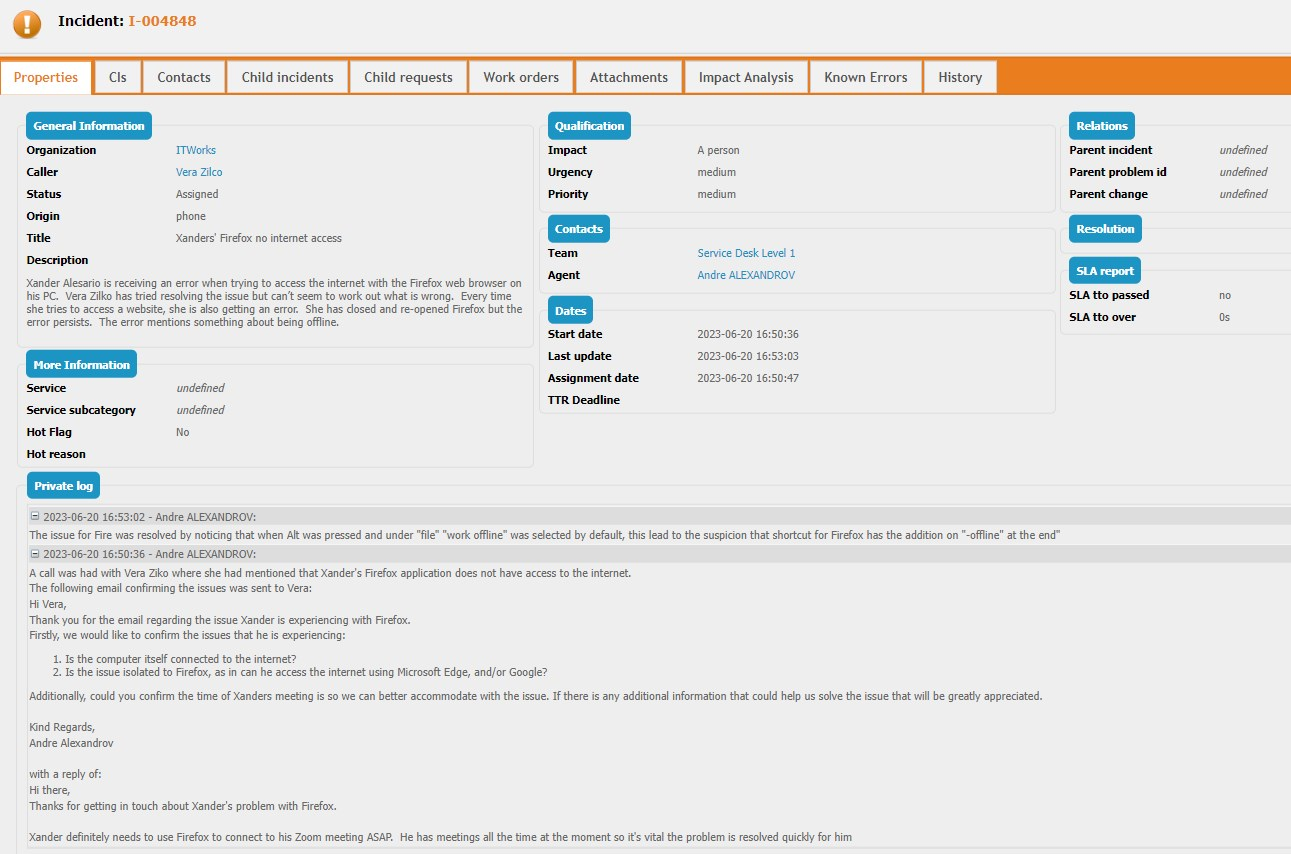 Incident: I-004848
Properties
CIs
Contacts
Child incidents
Child requests
Work orders
Attachments
Impact Analysis
Known Errors
History
General Information
Organization ITWorks
Caller Vera Zilco
Status Assigned
Origin phone
Title Xanders' Firefox no internet access
Description
Xander Alesario is receiving an error when trying to access the internet with the Firefox web browser on
his PC. Vera Zilko has tried resolving the issue but can't seem to work out what is wrong. Every time
she tries to access a website, she is also getting an error. She has closed and re-opened Firefox but the
error persists. The error mentions something about being offline.
More Information
Service undefined
Service subcategory undefined
Hot Flag No
Hot reason
Qualification
Impact A person
Urgency medium
Priority medium
Contacts
Team Service Desk Level 1
Agent Andre ALEXANDROV
Dates
Start date 2023-06-20 16:50:36
Last update 2023-06-20 16:53:03
Assignment date 2023-06-20 16:50:47
TTR Deadline
Relations
Parent incident undefined
Parent problem id undefined
Parent change undefined
Resolution
SLA report
SLA tto passed no
SLA tto over 0s
Private log
2023-06-20 16:53:02 - Andre ALEXANDROV:
The issue for Fire was resolved by noticing that when Alt was pressed and under "file" "work offline" was selected by default, this lead to the suspicion that shortcut for Firefox has the addition on "-offline" at the end"
2023-06-20 16:50:36 - Andre ALEXANDROV:
A call was had with Vera Ziko where she had mentioned that Xander's Firefox application does not have access to the internet.
The following email confirming the issues was sent to Vera:
Hi Vera,
Thank you for the email regarding the issue Xander is experiencing with Firefox.
Firstly, we would like to confirm the issues that he is experiencing:
1. Is the computer itself connected to the internet?
2. Is the issue isolated to Firefox, as in can he access the internet using Microsoft Edge, and/or Google?
Additionally, could you confirm the time of Xanders meeting is so we can better accommodate with the issue. If there is any additional information that could help us solve the issue that will be greatly appreciated.
Kind Regards,
Andre Alexandrov
with a reply of:
Hi there,
Thanks for getting in touch about Xander's problem with Firefox.
Xander definitely needs to use Firefox to connect to his Zoom meeting ASAP. He has meetings all the time at the moment so it's vital the problem is resolved quickly for him